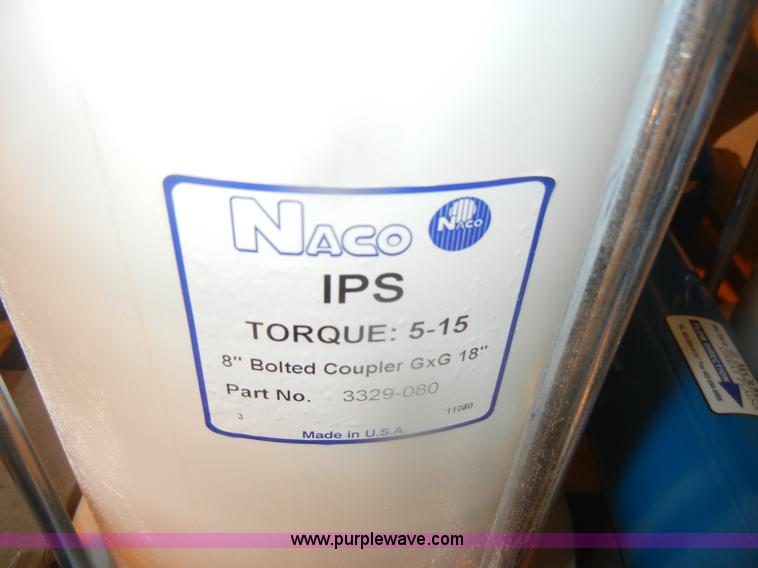 NACO
NACO
IPS
TORQUE: 5-15
8" Bolted Coupler GxG 18"
Part No. 3329-080
3 11080
Made in U.S.A.
www.purplewave.com